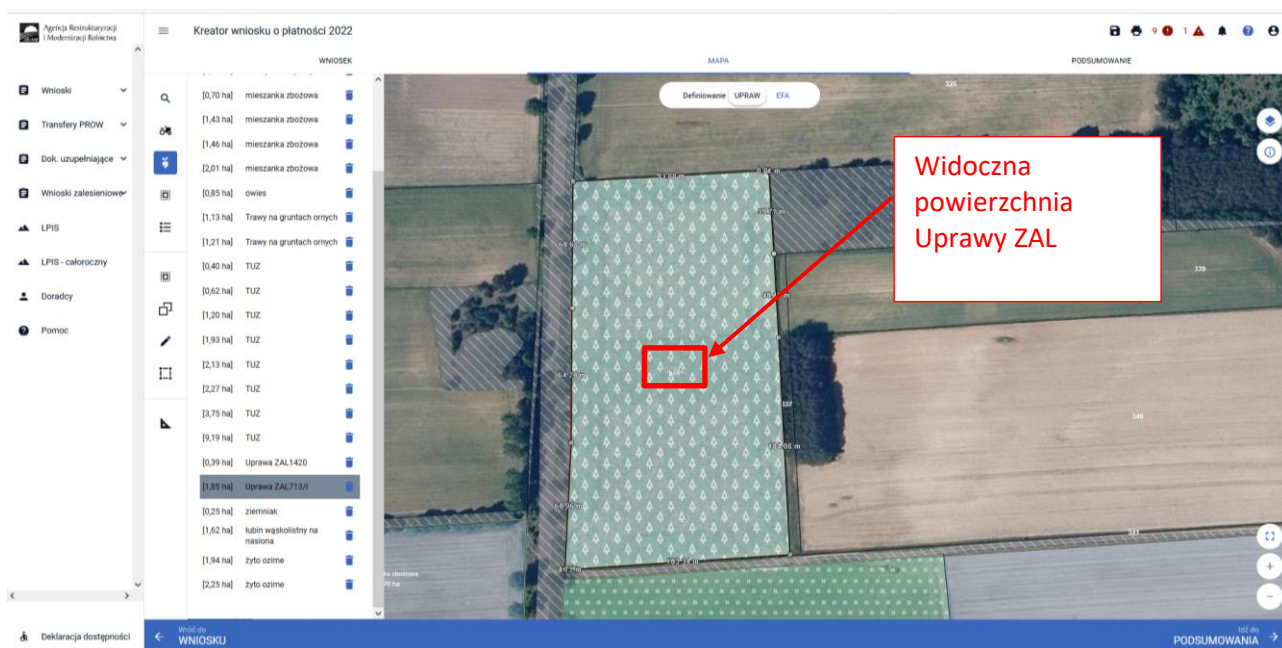 Agencja Restrukturyzacji
i Modernizacji Rolnictwa
Kreator wniosku o płatności 2022
9
1
WNIOSEK
MAPA
PODSUMOWANIE
Wnioski
Transfery PROW
Dok. uzupełniające
Wnioski zalesieniowe
LPIS
LPIS - całoroczny
Doradcy
Pomoc
Deklaracja dostępności
[0,70 ha] mieszanka zbożowa
[1,43 ha] mieszanka zbożowa
[1,46 ha] mieszanka zbożowa
[2,01 ha] mieszanka zbożowa
[0,85 ha] owies
[1,13 ha] Trawy na gruntach ornych
[1,21 ha] Trawy na gruntach ornych
[0,40 ha] TUZ
[0,62 ha] TUZ
[1,20 ha] TUZ
[1,93 ha] TUZ
[2,13 ha] TUZ
[2,27 ha] TUZ
[3,75 ha] TUZ
[9,19 ha] TUZ
[0,39 ha] Uprawa ZAL1420
[1,85 ha] Uprawa ZAL713/I
[0,25 ha] ziemniak
[1,62 ha] łubin wąskolistny na
nasiona
[1,94 ha] żyto ozime
[2,25 ha] żyto ozime
Definiowanie UPRAW EFA
325
Widoczna
powierzchnia
Uprawy ZAL
339
337
340
341
Wróć do
WNIOSKU
Idź do
PODSUMOWANIA